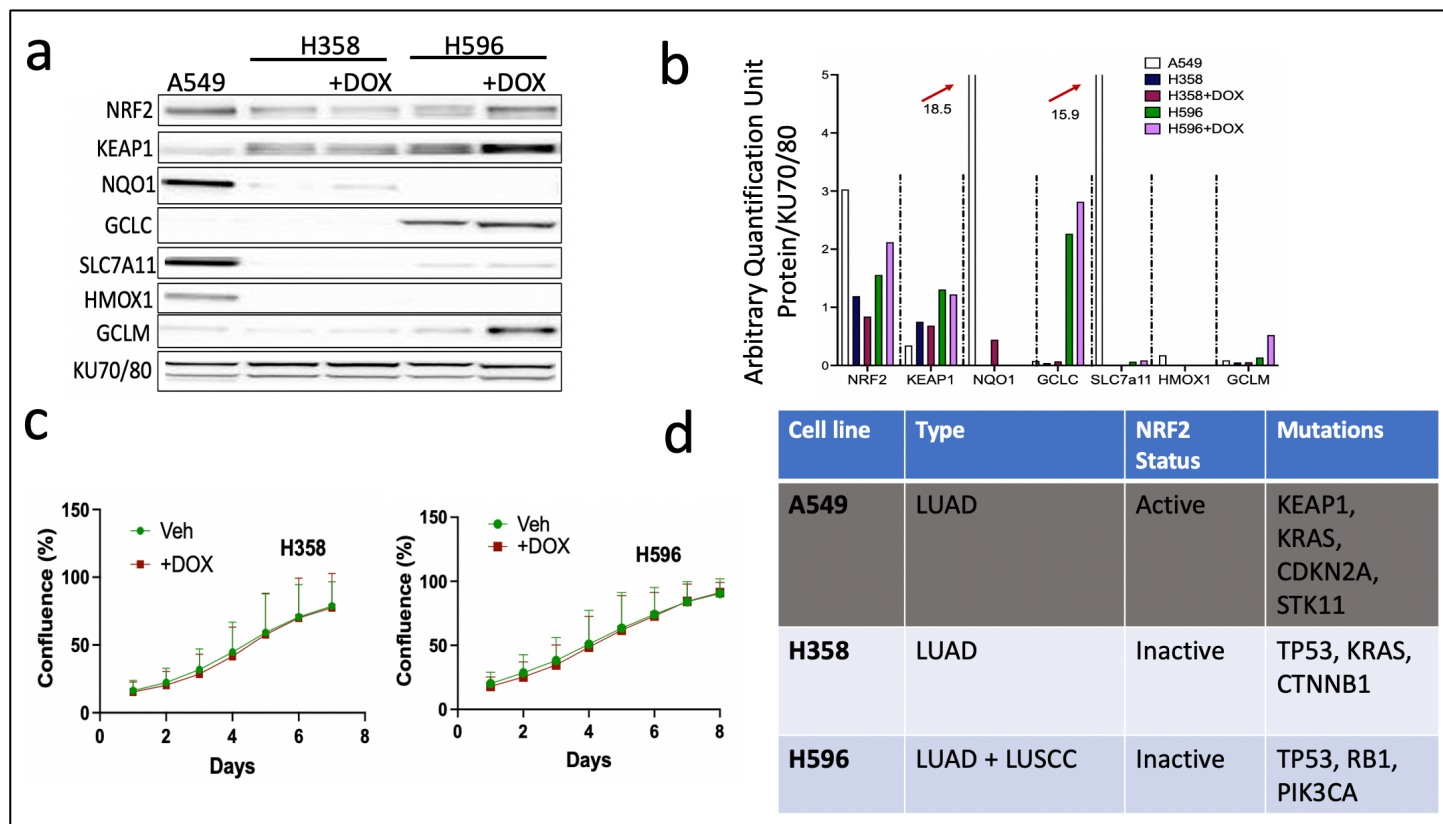 a
H358
H596
A549
+DOX
+DOX
NRF2
KEAP1
NQO1
GCLC
SLC7A11
HMOX1
GCLM
KU70/80
b
Arbitrary Quantification Unit
Protein/KU70/80
5
4
3
2
1
0
18.5
15.9
A549
H358
H358+DOX
H596
H596+DOX
NRF2 KEAP1 NQO1 GCLC SLC7a11 HMOX1 GCLM
c
Confluence (%)
150
100
50
0
Veh
+DOX
H358
0 2 4 6 8
Days
Confluence (%)
150
100
50
0
Veh
+DOX
H596
0 2 4 6 8
Days
d
Cell line Type NRF2 Status Mutations
A549 LUAD Active KEAP1,
KRAS,
CDKN2A,
STK11
H358 LUAD Inactive TP53, KRAS,
CTNNB1
H596 LUAD + LUSCC Inactive TP53, RB1,
PIK3CA